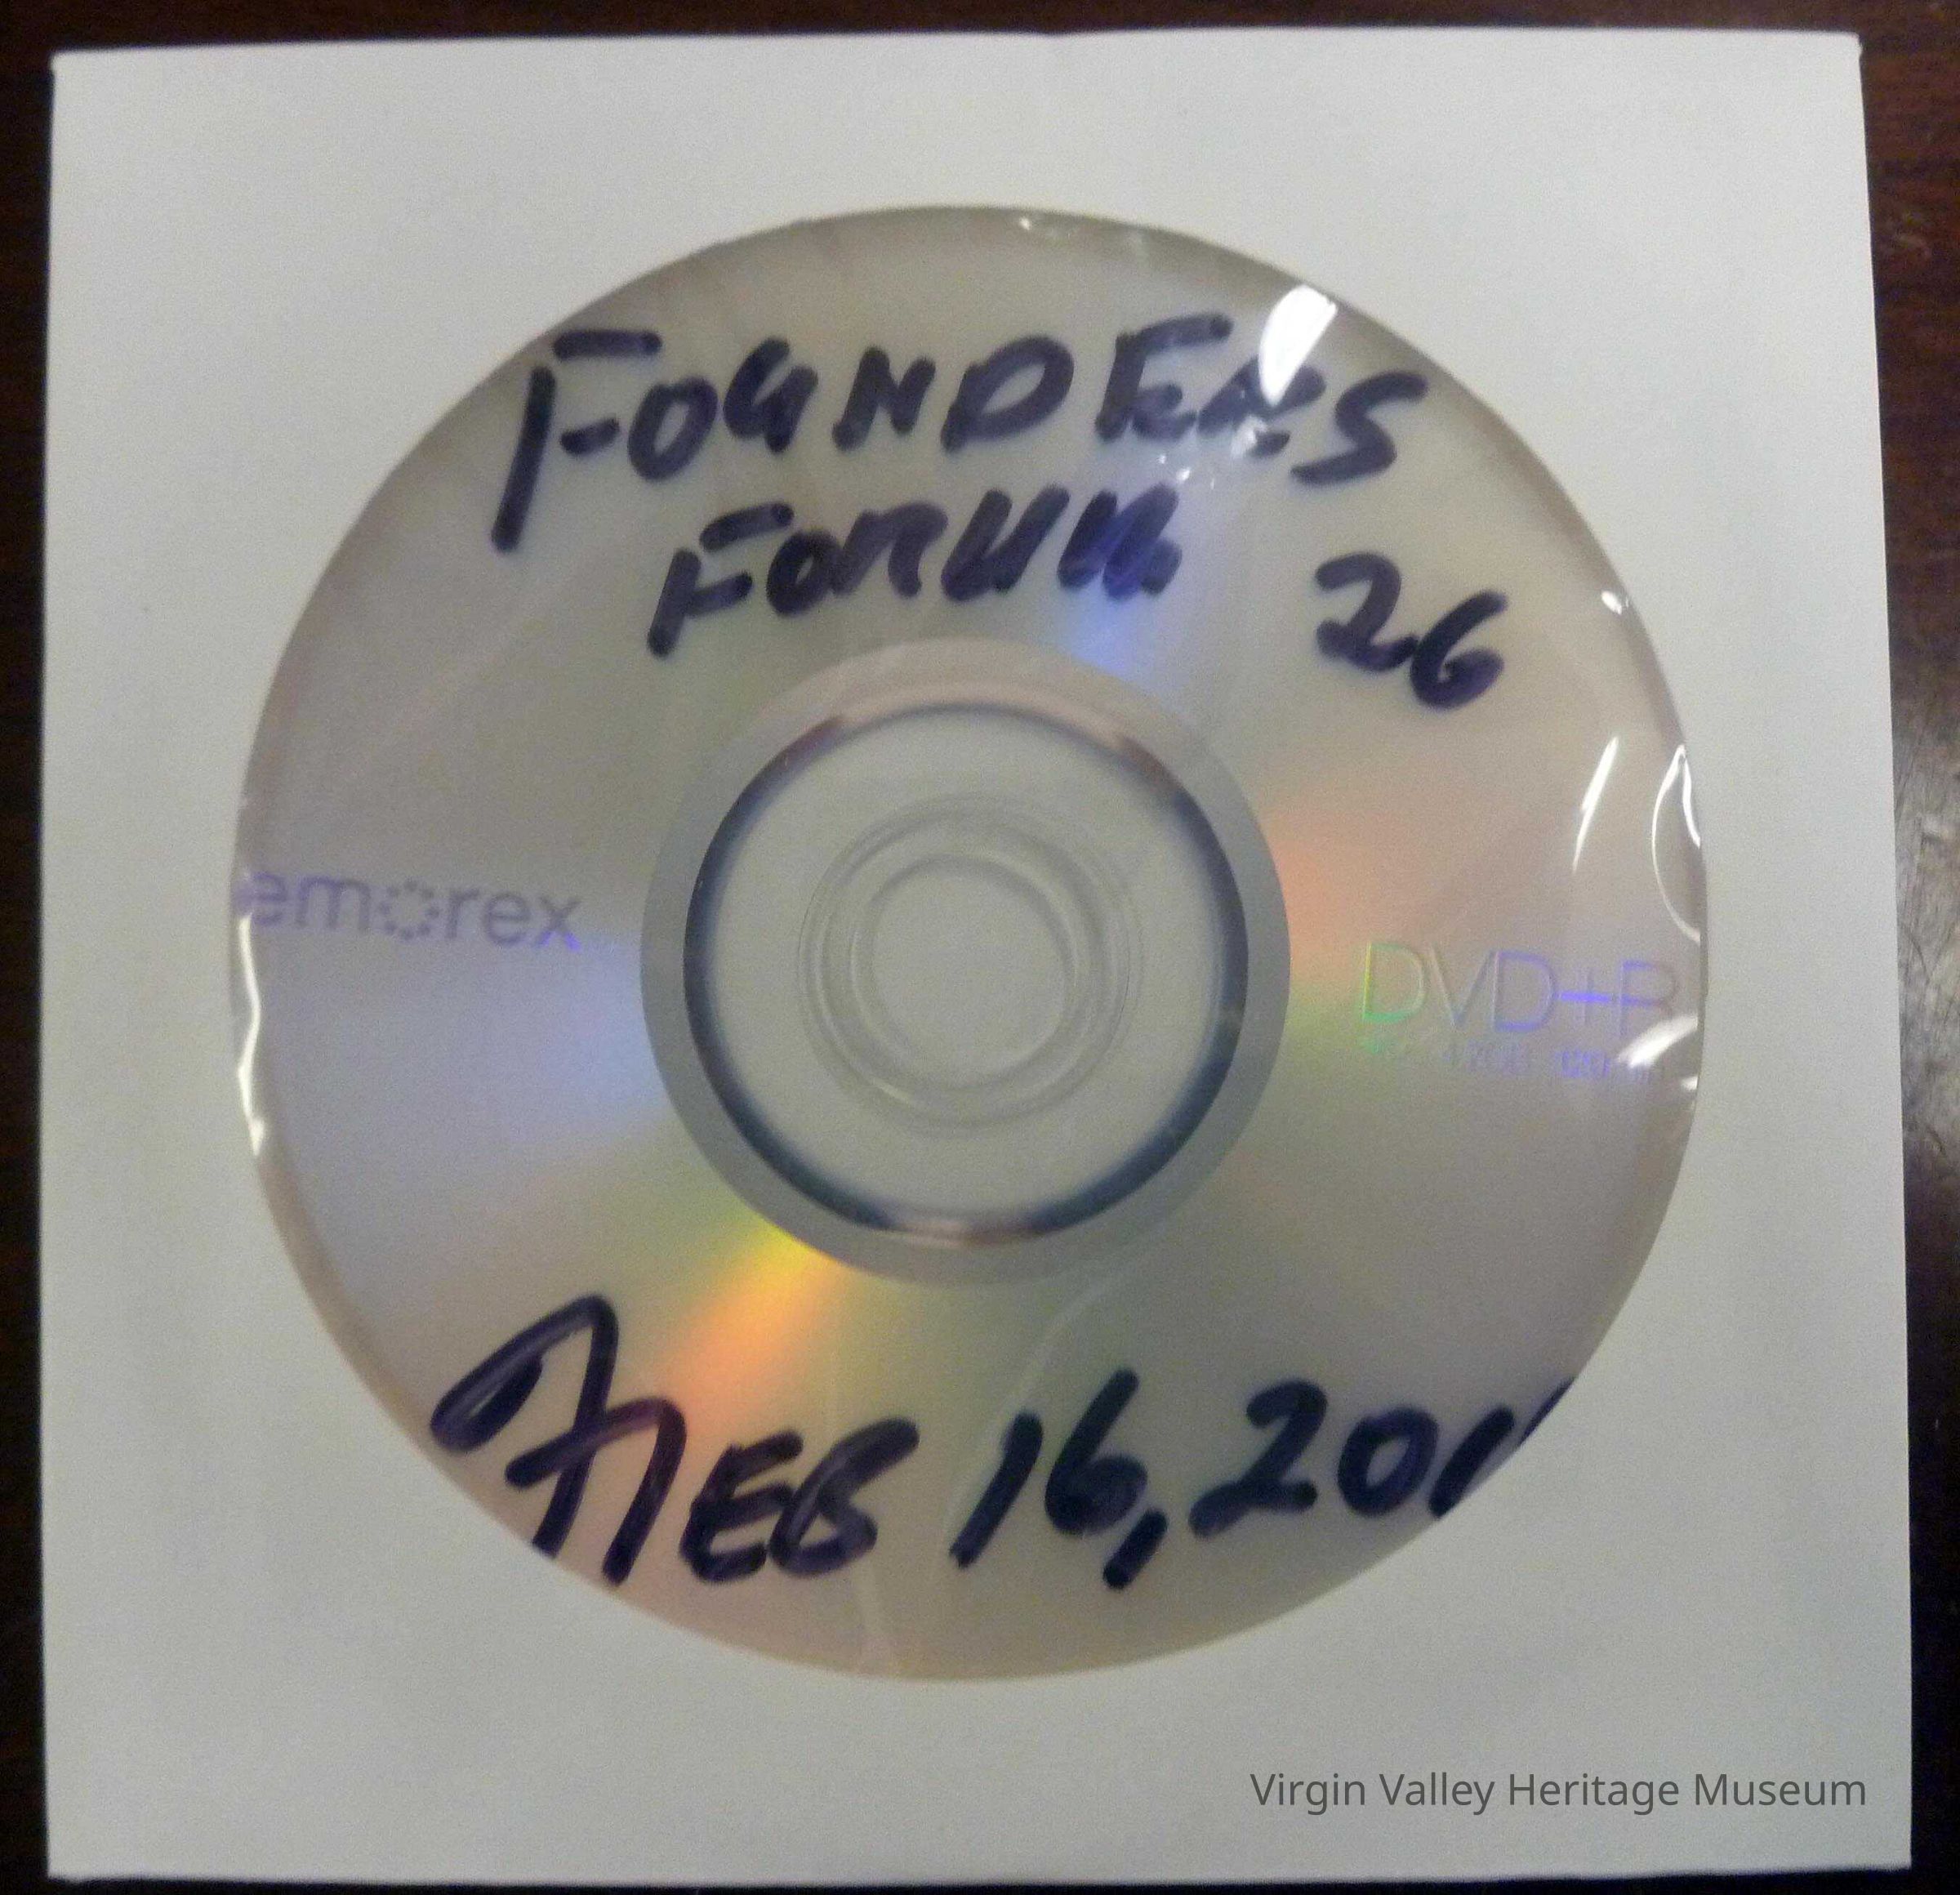 FOUNDERS
FORUM 26
emorex
DVD+R
FEB 16, 201
Virgin Valley Heritage Museum